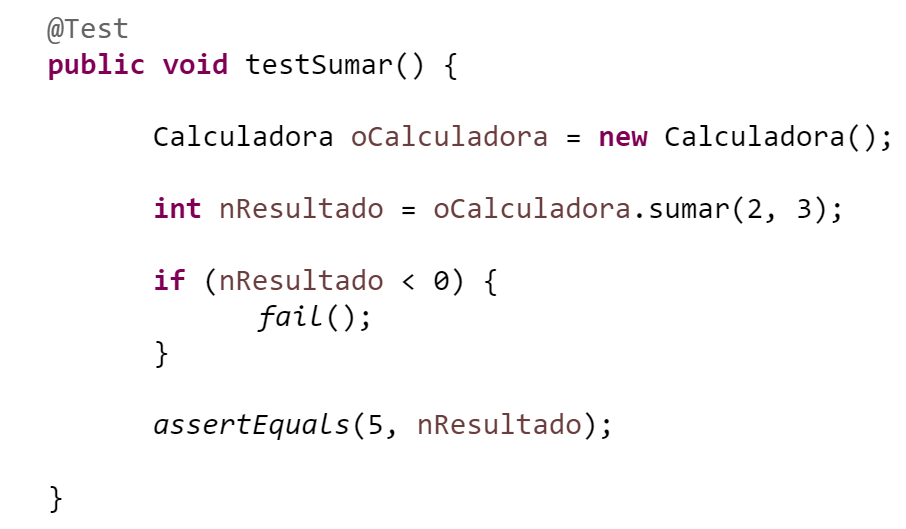 @Test
public void testSumar() {
Calculadora oCalculadora = new Calculadora();
int nResultado = oCalculadora.sumar(2, 3);
if (nResultado < 0) {
fail();
}
assertEquals(5, nResultado);
}